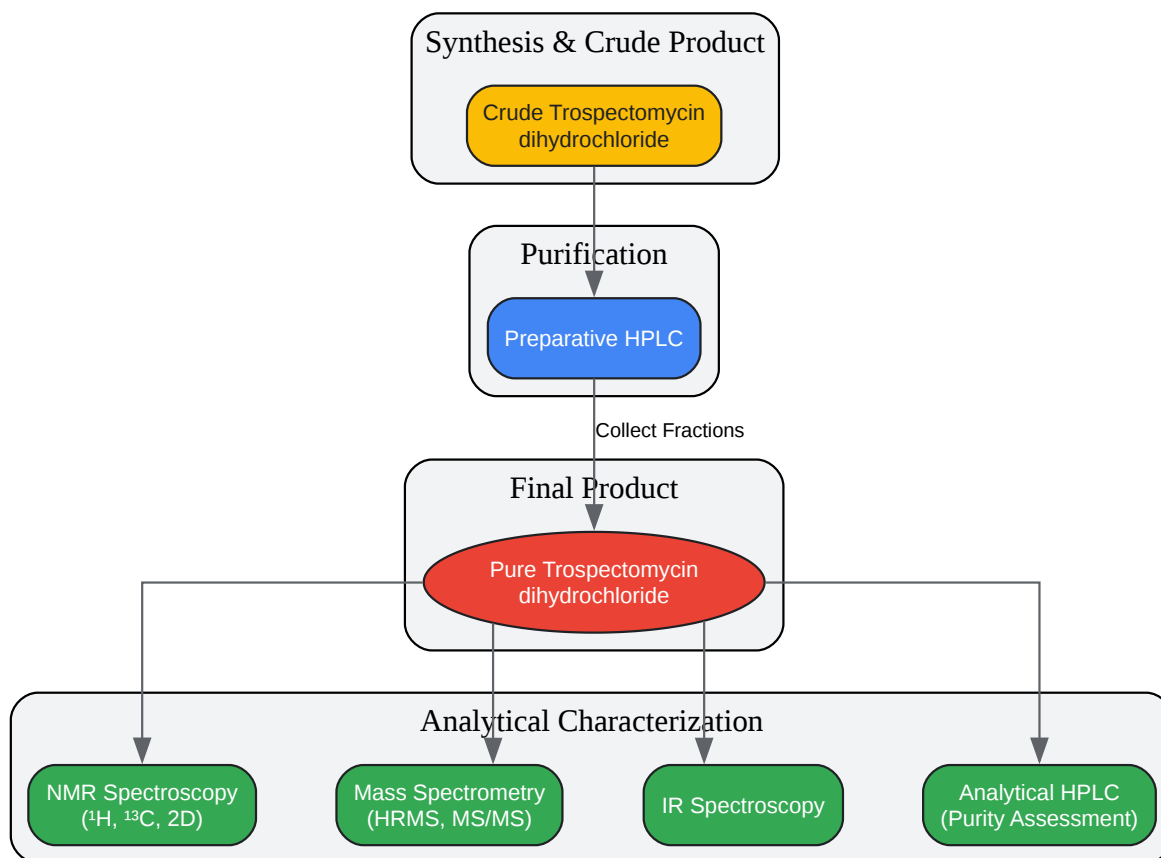 Synthesis & Crude Product
Crude Trospectomycin
dihydrochloride
Purification
Preparative HPLC
Collect Fractions
Final Product
Pure Trospectomycin
dihydrochloride
Analytical Characterization
NMR Spectroscopy
(¹H, ¹³C, 2D)
Mass Spectrometry
(HRMS, MS/MS)
IR Spectroscopy
Analytical HPLC
(Purity Assessment)